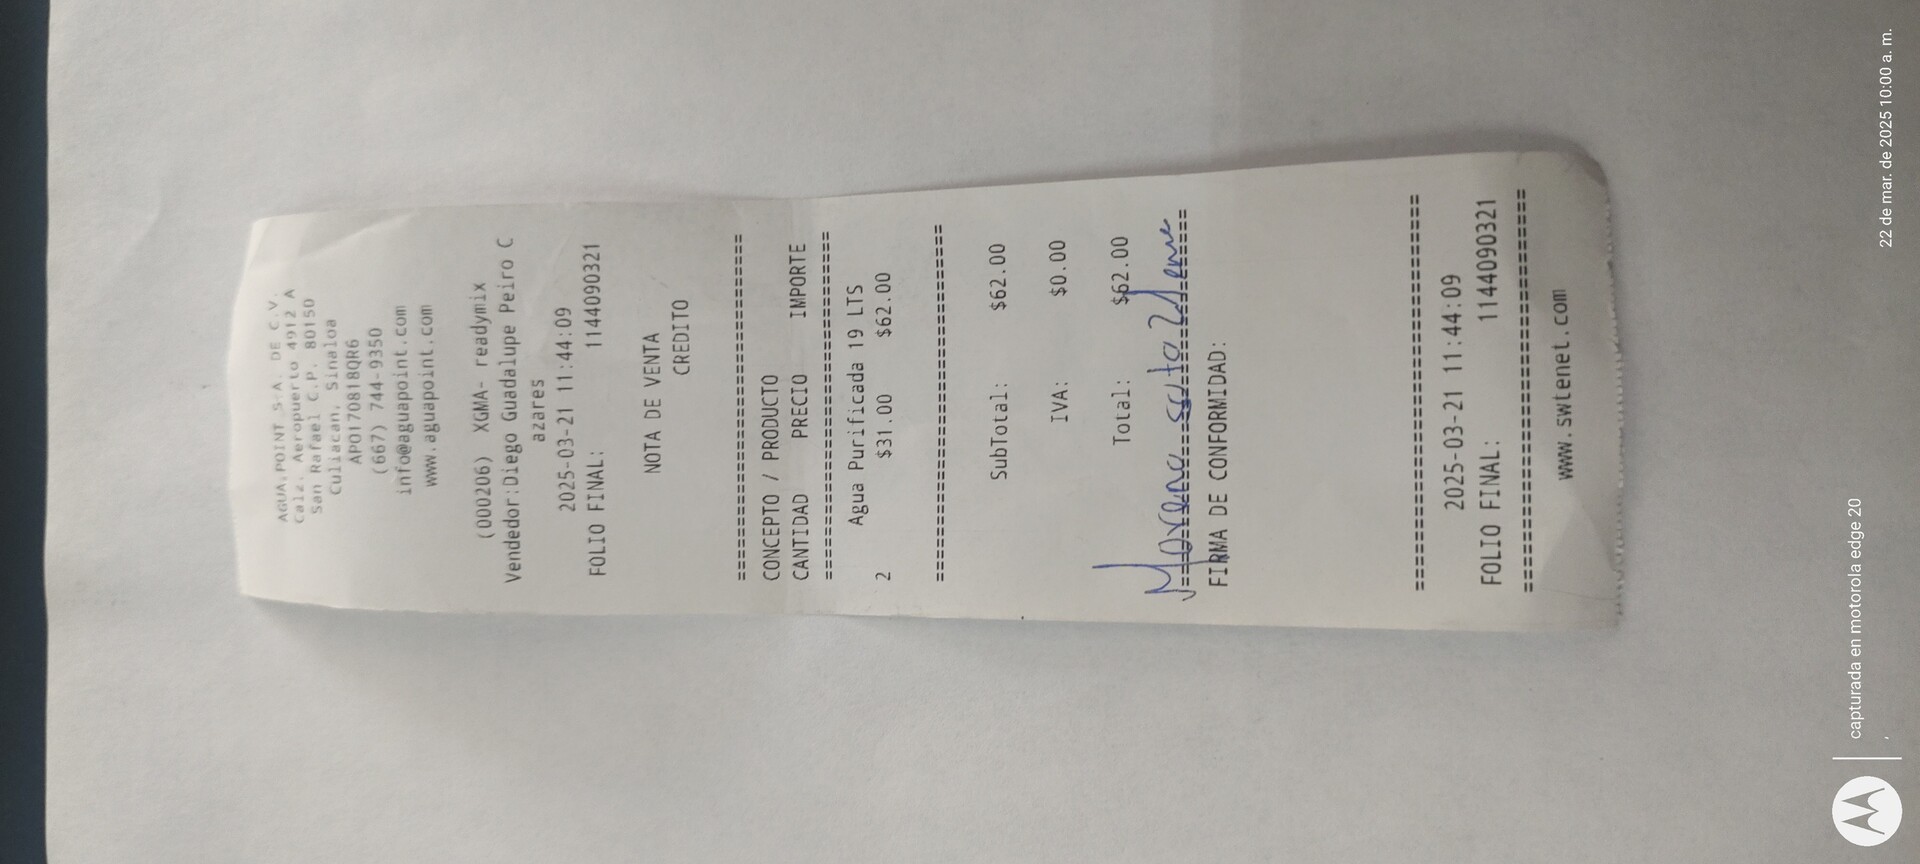 AGUA POINT S.A. DE C.V.
Calz. Aeropuerto 4912 A
San Rafael C.P. 80150
Culiacan, Sinaloa
APO170818QR6
(667) 744-9350
info@aguapoint.com
www.aguapoint.com
(000206) XGMA- readymix
Vendedor:Diego Guadalupe Peiro C
azares
2025-03-21 11:44:09
FOLIO FINAL: 1144090321
NOTA DE VENTA
CREDITO
================================
CONCEPTO / PRODUCTO
CANTIDAD PRECIO IMPORTE
================================
Agua Purificada 19 LTS
2 $31.00 $62.00
================================
SubTotal: $62.00
IVA: $0.00
Total: $62.00
================================
FIRMA DE CONFORMIDAD:
================================
2025-03-21 11:44:09
FOLIO FINAL: 1144090321
================================
www.swtenet.com
capturada en motorola edge 20
,
22 de mar. de 2025 10:00 a. m.